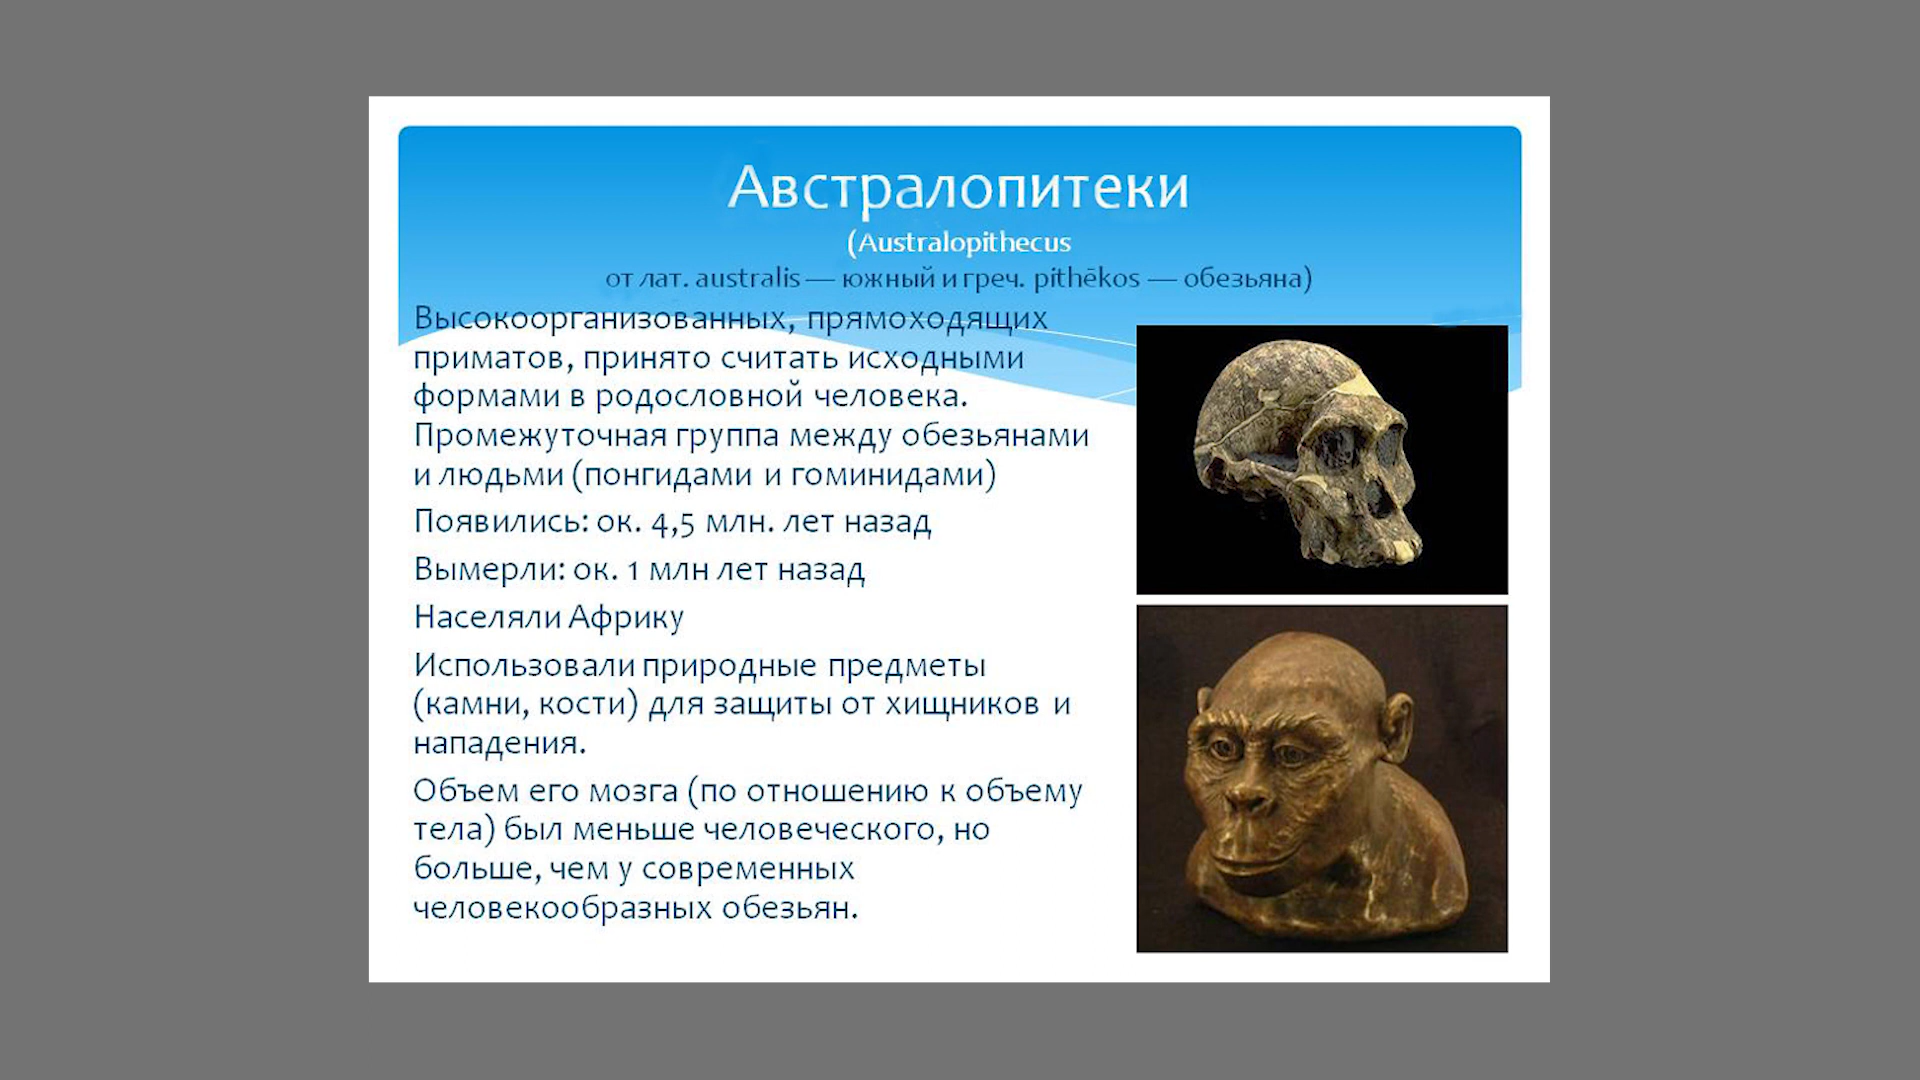 Австралопитеки
(Australopithecus
от лат. australis — южный и греч. pithēkos — обезьяна)
Высокоорганизованных, прямоходящих
приматов, принято считать исходными
формами в родословной человека.
Промежуточная группа между обезьянами
и людьми (понгидами и гоминидами)
Появились: ок. 4,5 млн. лет назад
Вымерли: ок. 1 млн лет назад
Населяли Африку
Использовали природные предметы
(камни, кости) для защиты от хищников и
нападения.
Объем его мозга (по отношению к объему
тела) был меньше человеческого, но
больше, чем у современных
человекообразных обезьян.